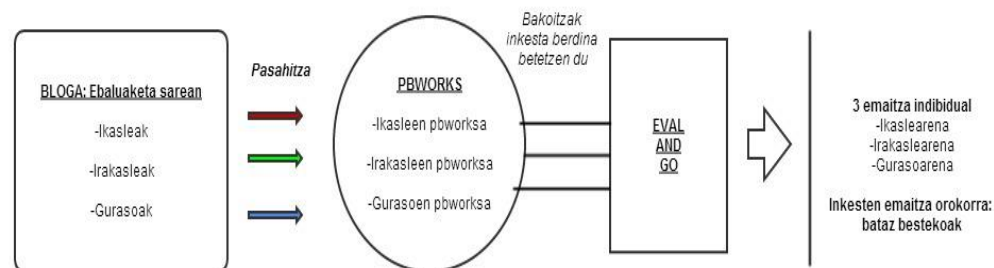 BLOGA: Ebaluaketa sarean
-Ikasleak
-Irakasleak
-Gurasoak
Pasahitza
PBWORKS
-Ikasleen pbworksa
-Irakasleen pbworksa
-Gurasoen pbworksa
Bakoitzak
inkesta berdina
betetzen du
EVAL
AND
GO
3 emaitza indibidual
-Ikaslearena
-Irakaslearena
-Gurasoarena
Inkesten emaitza orokorra:
bataz bestekoak